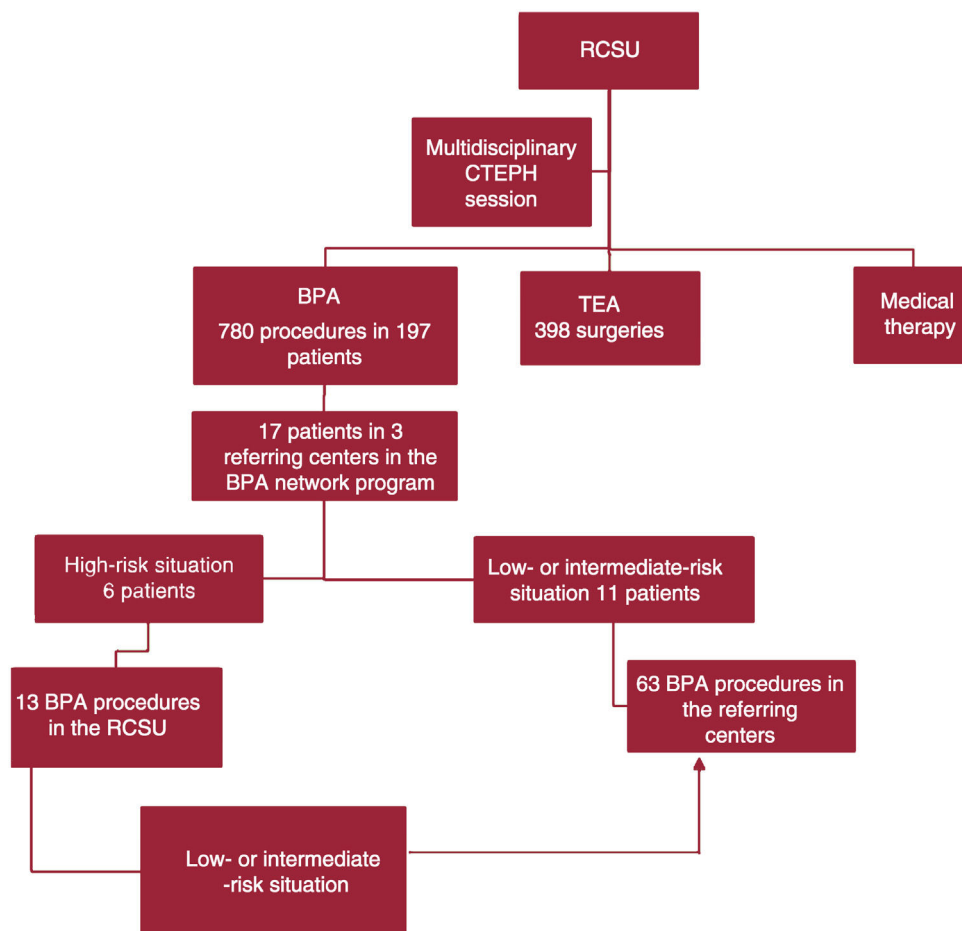 RCSU
Multidisciplinary
CTEPH
session
BPA
780 procedures in 197
patients
TEA
398 surgeries
Medical
therapy
17 patients in 3
referring centers in the
BPA network program
High-risk situation
6 patients
Low- or intermediate-risk
situation 11 patients
13 BPA procedures
in the RCSU
63 BPA procedures in
the referring
centers
Low- or intermediate
-risk situation